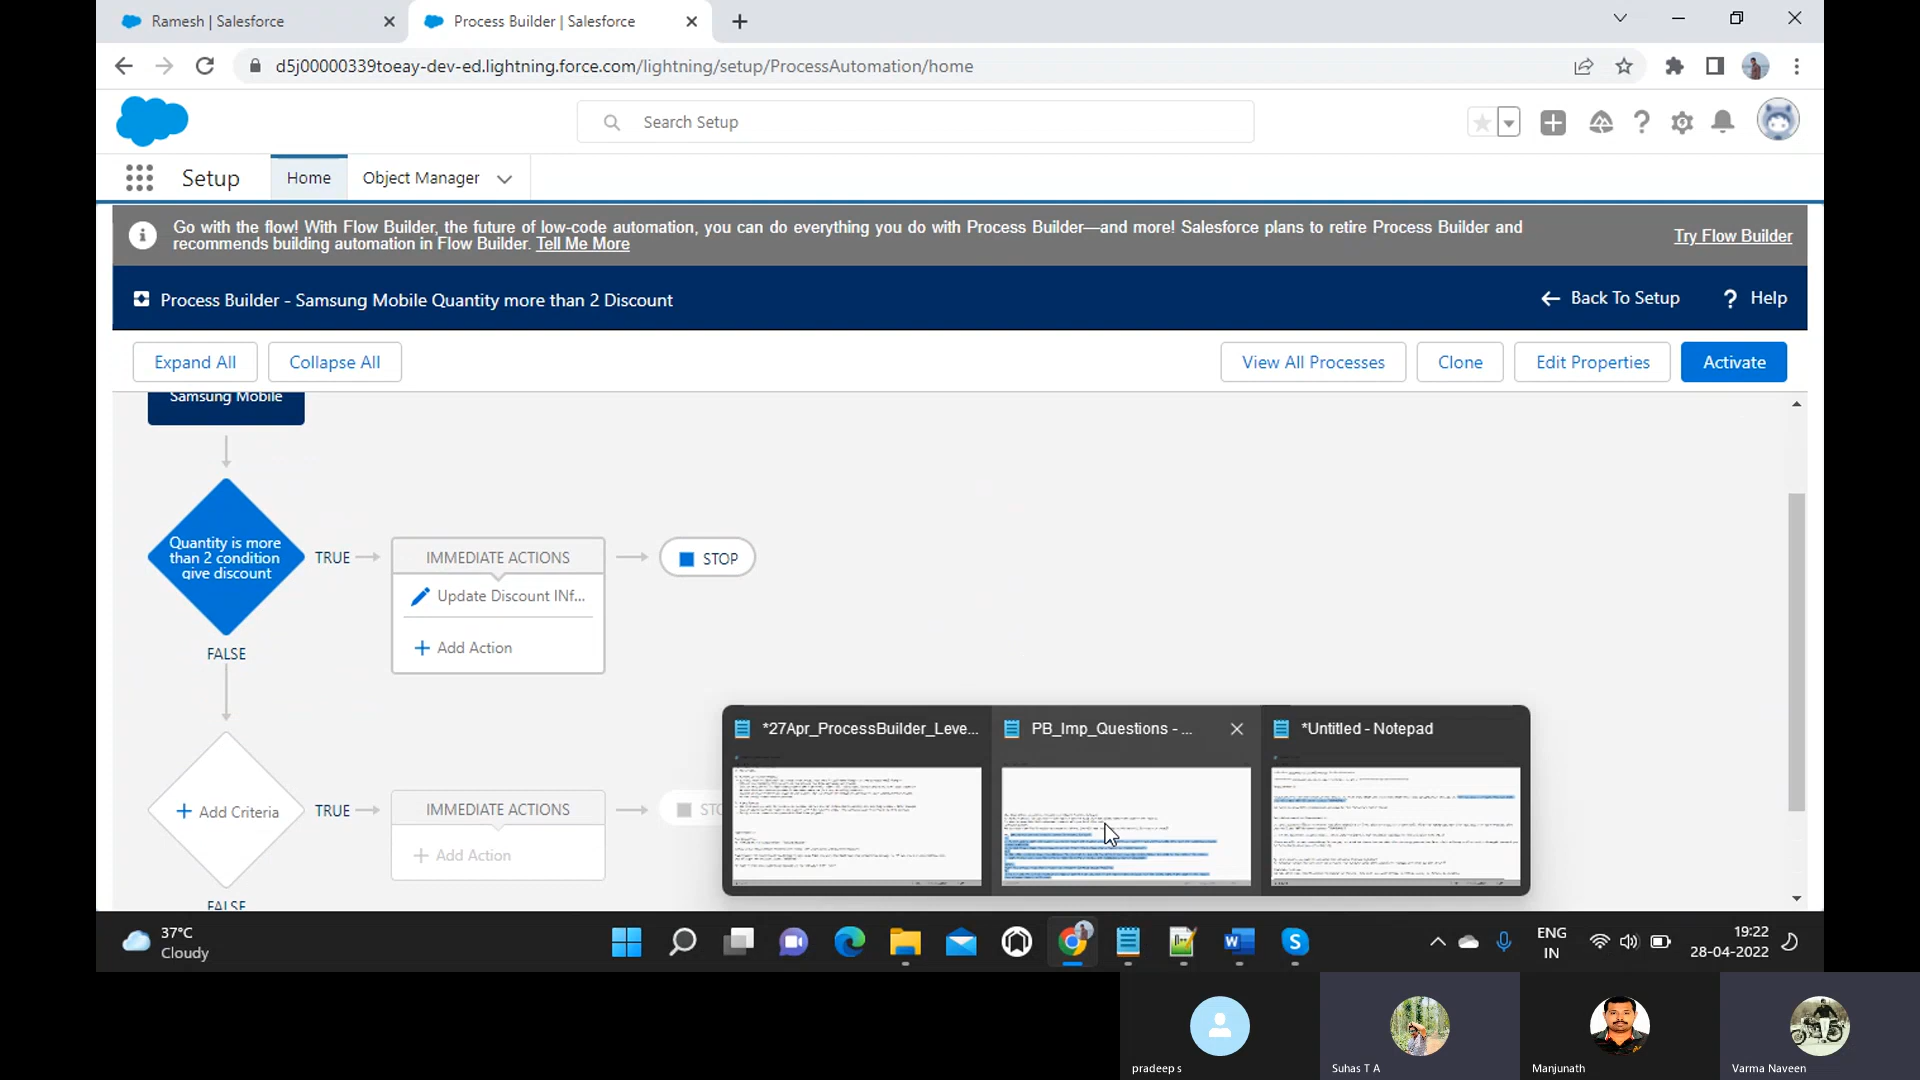 Ramesh | Salesforce
Process Builder | Salesforce
d5j00000339toeay-dev-ed.lightning.force.com/lightning/setup/ProcessAutomation/home
Search Setup
Setup
Home
Object Manager
Go with the flow! With Flow Builder, the future of low-code automation, you can do everything you do with Process Builder—and more! Salesforce plans to retire Process Builder and
recommends building automation in Flow Builder. Tell Me More
Try Flow Builder
Process Builder - Samsung Mobile Quantity more than 2 Discount
Back To Setup
? Help
Expand All
Collapse All
View All Processes
Clone
Edit Properties
Activate
Samsung Mobile
Quantity is more
than 2 condition
give discount
TRUE
IMMEDIATE ACTIONS
STOP
Update Discount INf...
+ Add Action
FALSE
+ Add Criteria
TRUE
IMMEDIATE ACTIONS
STO
+ Add Action
FALSE
*27Apr_ProcessBuilder_Leve...
PB_Imp_Questions - ...
*Untitled - Notepad
37°C
Cloudy
ENG
IN
19:22
28-04-2022
pradeep s
Suhas T A
Manjunath
Varma Naveen